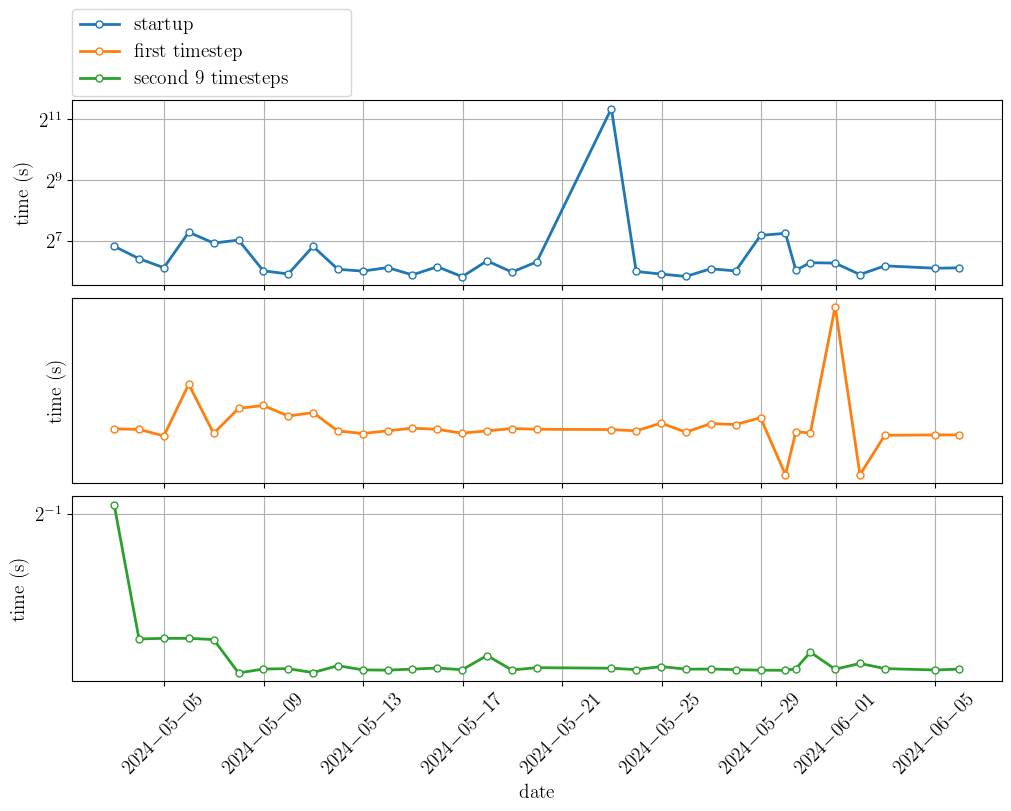 startup
first timestep
second 9 timesteps
2^11
2^9
2^7
time (s)
time (s)
2^−1
time (s)
2024−05−05
2024−05−09
2024−05−13
2024−05−17
2024−05−21
2024−05−25
2024−05−29
2024−06−01
2024−06−05
date